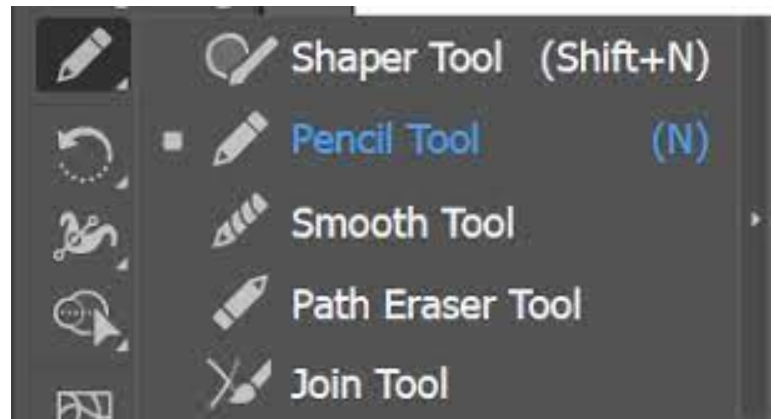 Shaper Tool (Shift+N)
Pencil Tool (N)
Smooth Tool
Path Eraser Tool
Join Tool